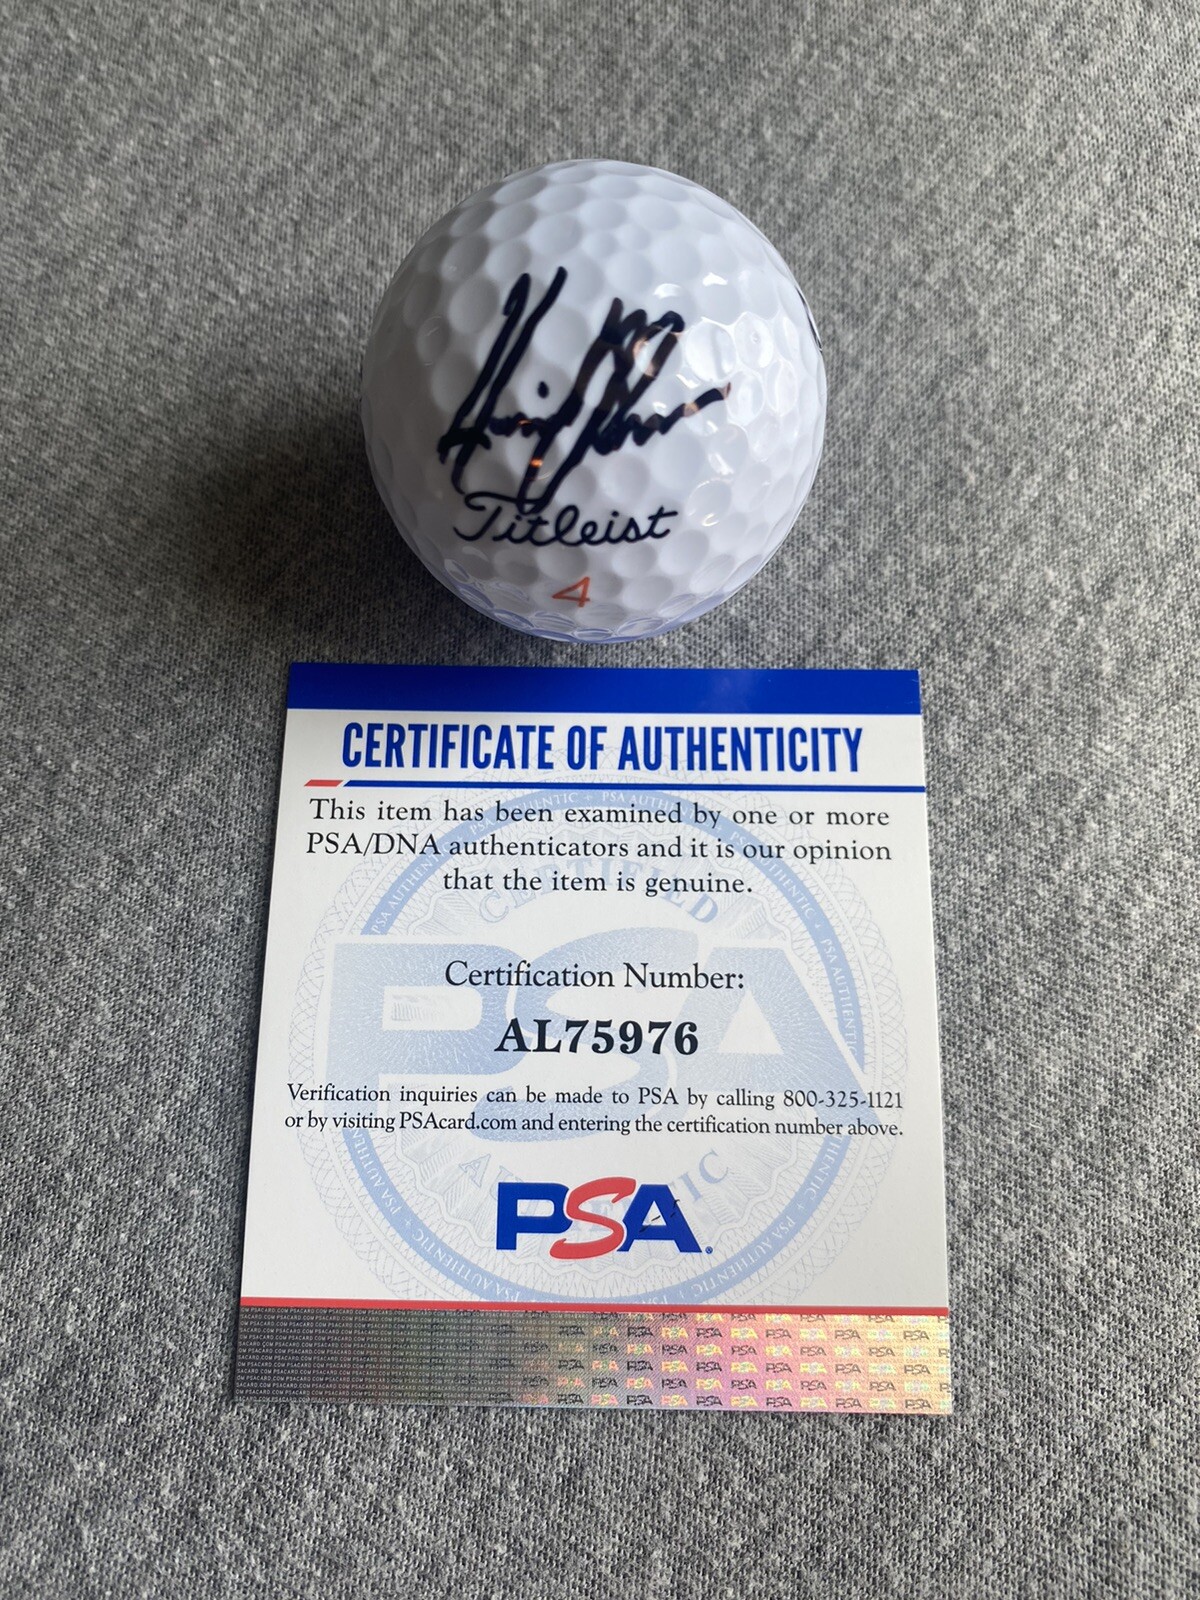 Titleist
4
CERTIFICATE OF AUTHENTICITY
This item has been examined by one or more
PSA/DNA authenticators and it is our opinion
that the item is genuine.
Certification Number:
AL75976
Verification inquiries can be made to PSA by calling 800-325-1121
or by visiting PSAcard.com and entering the certification number above.
PSA